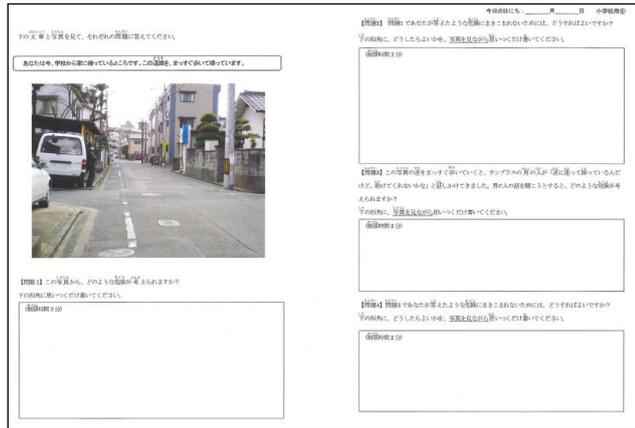 下の文章と写真を見て、それぞれの問題に答えてください。
あなたは今、学校から家に帰っているところです。この道路を、まっすぐ歩いて帰っています。
【問題1】この写真から、どのような危険が考えられますか？
下の四角に思いつくだけ書いてください。
(制限時間3分)
今日の日にち：　　月　　日　小学校用⑥
【問題2】問題1であなたが答えたような危険にまきこまれないためには、どうすればよいですか？
下の四角に、どうしたらよいかを、写真を見ながら思いつくだけ書いてください。
(制限時間3分)
【問題3】この写真の道をまっすぐ歩いていくと、サングラスの男の人が「道に迷って困っているんだ
けど、助けてくれないかな」と話しかけてきました。男の人の話を聞こうとすると、どのような危険が考
えられますか？
下の四角に、写真を見ながら思いつくだけ書いてください。
(制限時間2分)
【問題4】問題3であなたが答えたような危険にまきこまれないためには、どうすればよいですか？
下の四角に、どうしたらよいかを、写真を見ながら思いつくだけ書いてください。
(制限時間2分)